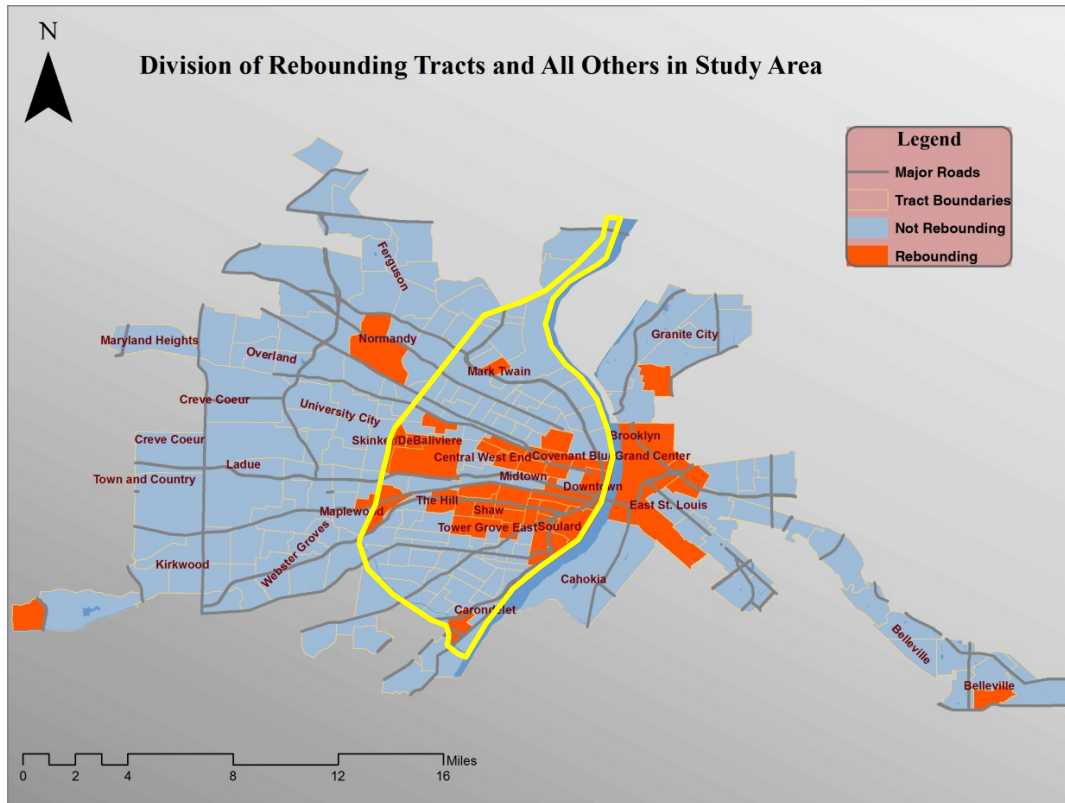 N
Division of Rebounding Tracts and All Others in Study Area
Legend
Major Roads
Tract Boundaries
Not Rebounding
Rebounding
Ferguson
Maryland Heights
Normandy
Granite City
Overland
Mark Twain
Creve Coeur
University City
Creve Coeur
Skinker/DeBaliviere
Brooklyn
Ladue
Central West End
Covenant Blu
Grand Center
Town and Country
Midtown
Downtown
The Hill
East St. Louis
Maplewood
Shaw
Tower Grove East
Soulard
Webster Groves
Kirkwood
Cahokia
Carondelet
Belleville
Belleville
Miles
0 2 4 8 12 16